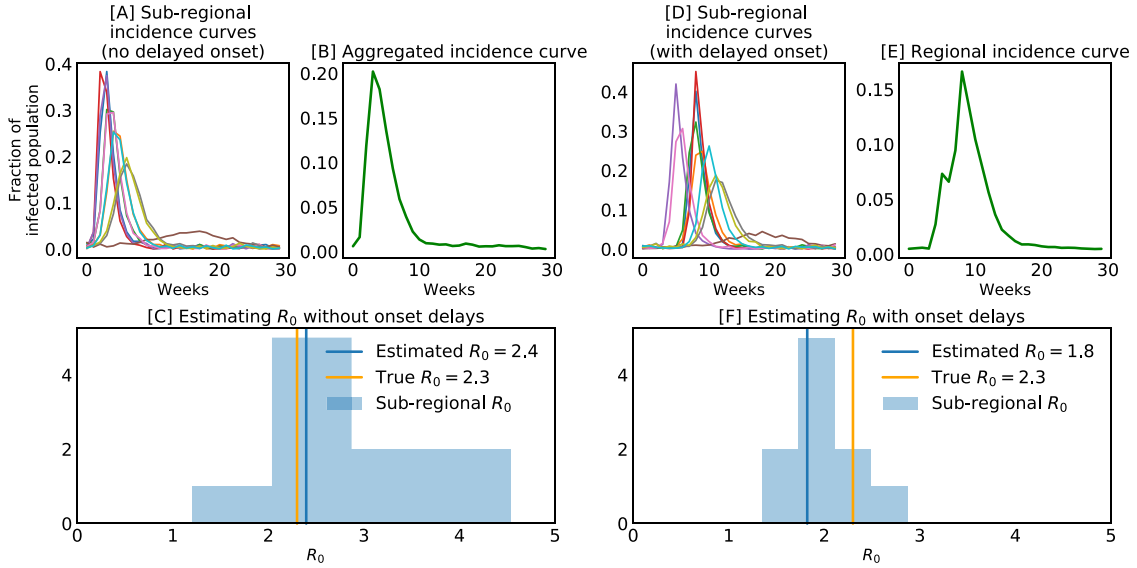 [A] Sub-regional
incidence curves
(no delayed onset)
Fraction of
infected population
0.4
0.3
0.2
0.1
0.0
0 10 20 30
Weeks
[B] Aggregated incidence curve
0.20
0.15
0.10
0.05
0.00
0 10 20 30
Weeks
[D] Sub-regional
incidence curves
(with delayed onset)
0.4
0.3
0.2
0.1
0.0
0 10 20 30
Weeks
[E] Regional incidence curve
0.15
0.10
0.05
0.00
0 10 20 30
Weeks
[C] Estimating R₀ without onset delays
Estimated R₀ = 2.4
True R₀ = 2.3
Sub-regional R₀
4
2
0
0 1 2 3 4 5
R₀
[F] Estimating R₀ with onset delays
Estimated R₀ = 1.8
True R₀ = 2.3
Sub-regional R₀
4
2
0
0 1 2 3 4 5
R₀